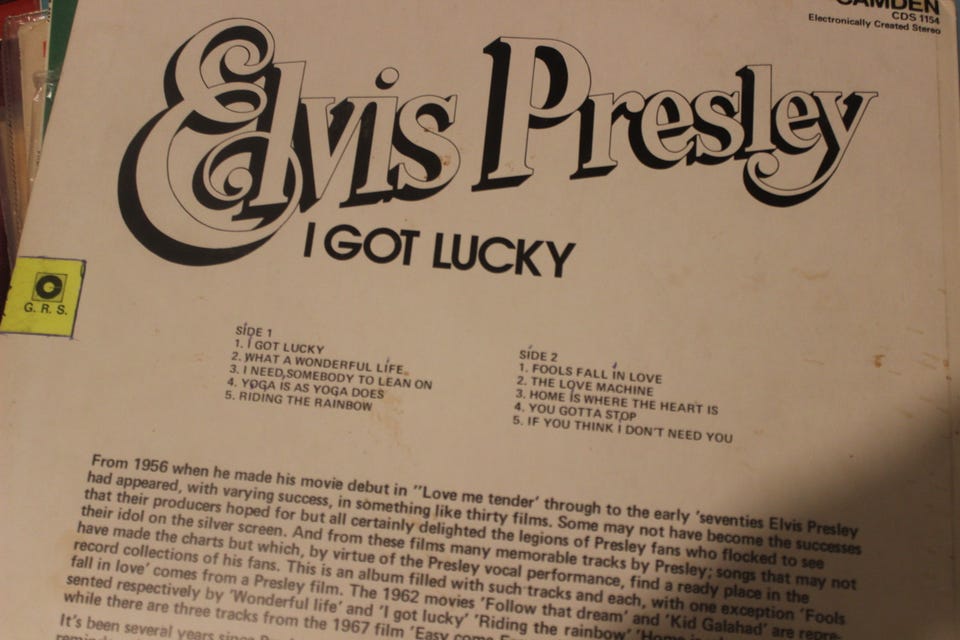 CAMDEN
CDS 1154
Electronically Created Stereo
Elvis Presley
I GOT LUCKY
G. R. S.
SIDE 1
1. I GOT LUCKY
2. WHAT A WONDERFUL LIFE
3. I NEED SOMEBODY TO LEAN ON
4. YOGA IS AS YOGA DOES
5. RIDING THE RAINBOW
SIDE 2
1. FOOLS FALL IN LOVE
2. THE LOVE MACHINE
3. HOME IS WHERE THE HEART IS
4. YOU GOTTA STOP
5. IF YOU THINK I DON'T NEED YOU
From 1956 when he made his movie debut in "Love me tender' through to the early 'seventies Elvis Presley
had appeared, with varying success, in something like thirty films. Some may not have become the successes
that their producers hoped for but all certainly delighted the legions of Presley fans who flocked to see
their idol on the silver screen. And from these films many memorable tracks by Presley; songs that may not
have made the charts but which, by virtue of the Presley vocal performance, find a ready place in the
record collections of his fans. This is an album filled with such tracks and each, with one exception 'Fools
fall in love' comes from a Presley film. The 1962 movies 'Follow that dream' and 'Kid Galahad' are repre-
sented respectively by 'Wonderful life' and 'I got lucky' 'Riding the rainbow' 'Home is
while there are three tracks from the 1967 film 'Easy come
It's been several years since